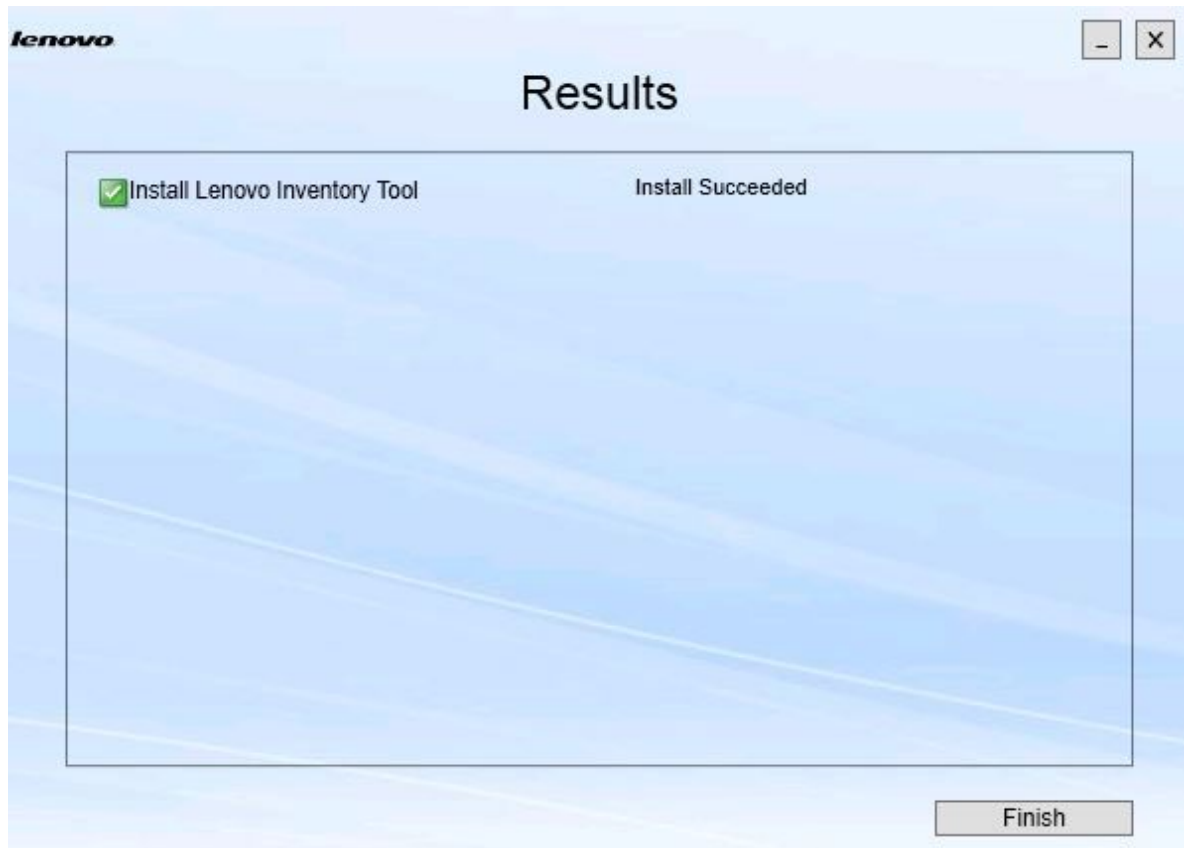 lenovo
Results
Install Lenovo Inventory Tool Install Succeeded
Finish